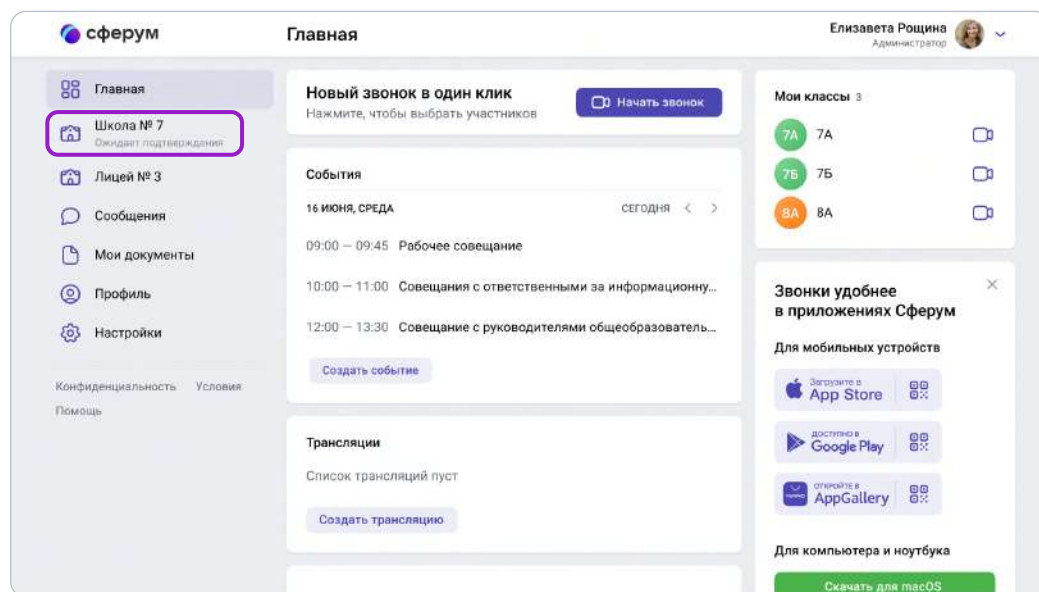 сферум
Главная
Елизавета Рощина
Администратор
Главная
Школа № 7
Ожидает подтверждения
Лицей № 3
Сообщения
Мои документы
Профиль
Настройки
Конфиденциальность Условия
Помощь
Новый звонок в один клик
Нажмите, чтобы выбрать участников
Начать звонок
События
16 ИЮНЯ, СРЕДА
СЕГОДНЯ < >
09:00 — 09:45 Рабочее совещание
10:00 — 11:00 Совещания с ответственными за информационну...
12:00 — 13:30 Совещание с руководителями общеобразователь...
Создать событие
Трансляции
Список трансляций пуст
Создать трансляцию
Мои классы 3
7А 7А
7Б 7Б
8А 8А
Звонки удобнее
в приложениях Сферум
Для мобильных устройств
Загрузите в
App Store
ДОСТУПНО В
Google Play
ОТКРОЙТЕ В
AppGallery
Для компьютера и ноутбука
Скачать для macOS